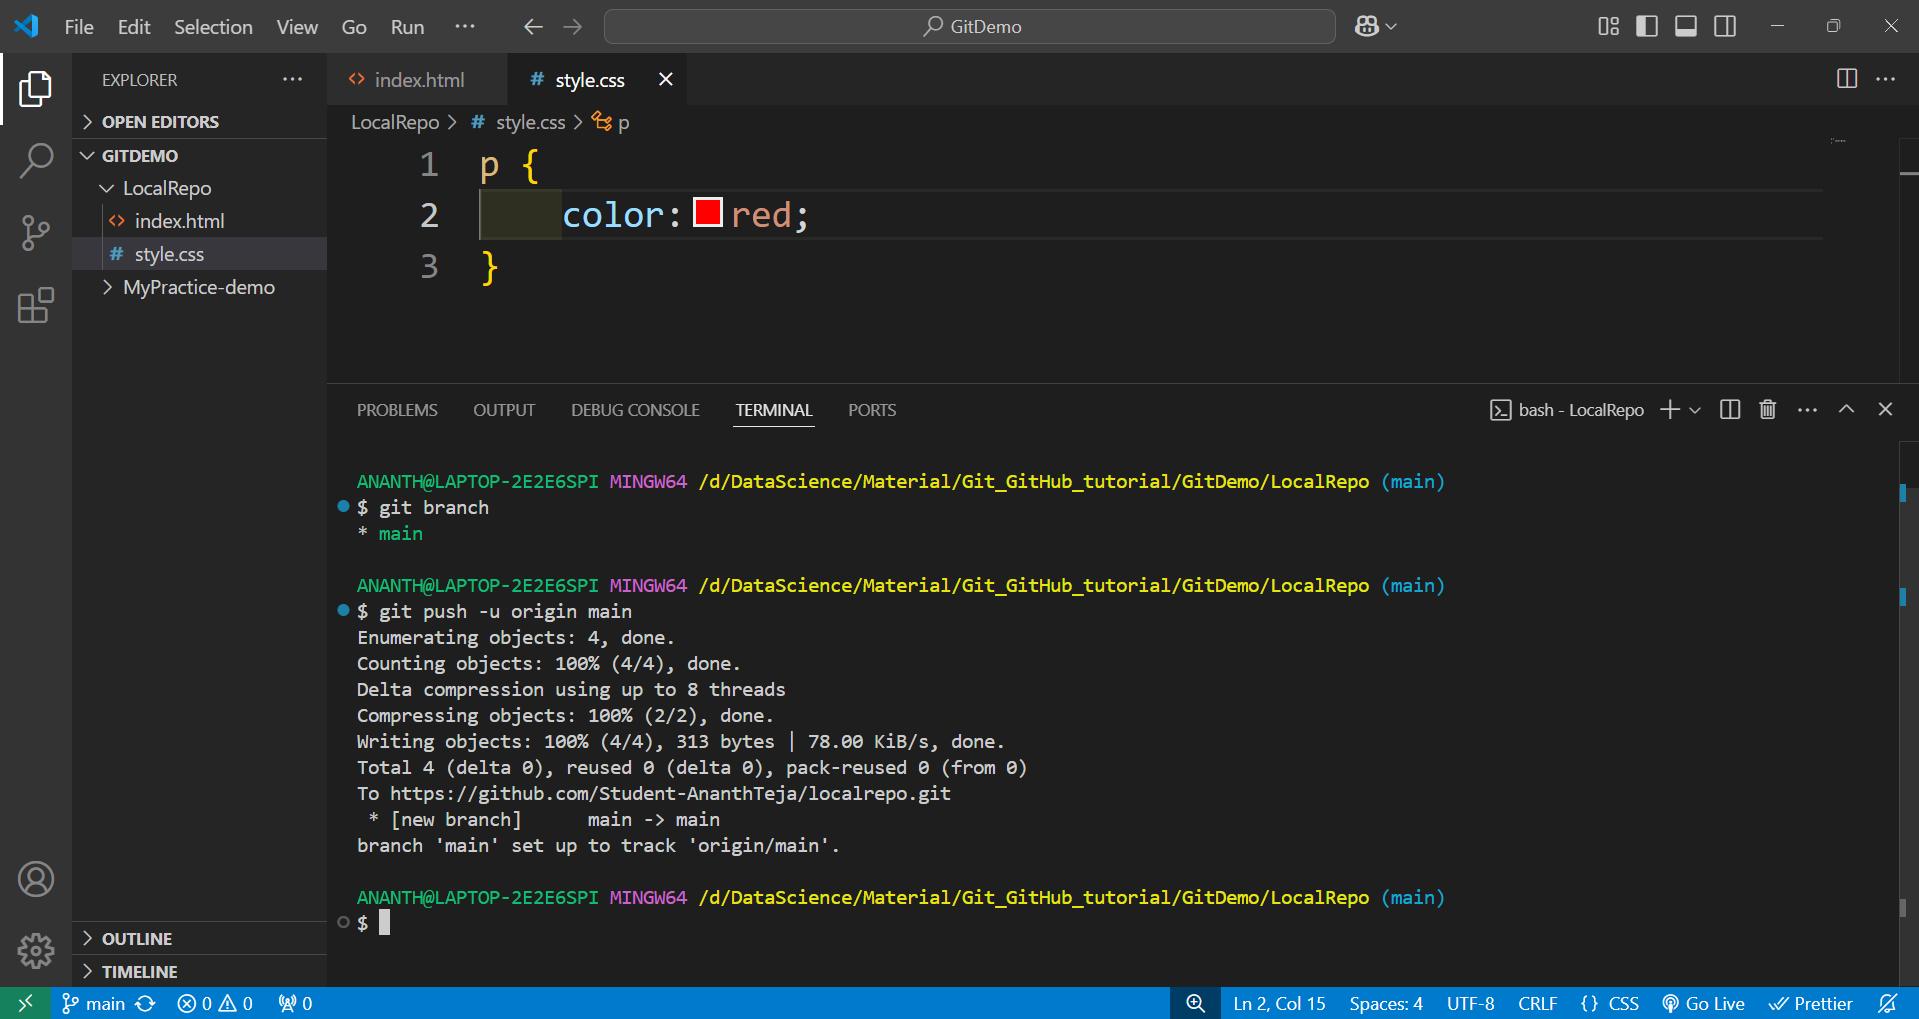 File Edit Selection View Go Run ··· GitDemo
EXPLORER ···
OPEN EDITORS
GITDEMO
LocalRepo
<> index.html
# style.css
MyPractice-demo
OUTLINE
TIMELINE
<> index.html # style.css
LocalRepo > # style.css > p
1 p {
2 color: red;
3 }
PROBLEMS OUTPUT DEBUG CONSOLE TERMINAL PORTS bash - LocalRepo
ANANTH@LAPTOP-2E2E6SPI MINGW64 /d/DataScience/Material/Git_GitHub_tutorial/GitDemo/LocalRepo (main)
$ git branch
* main
ANANTH@LAPTOP-2E2E6SPI MINGW64 /d/DataScience/Material/Git_GitHub_tutorial/GitDemo/LocalRepo (main)
$ git push -u origin main
Enumerating objects: 4, done.
Counting objects: 100% (4/4), done.
Delta compression using up to 8 threads
Compressing objects: 100% (2/2), done.
Writing objects: 100% (4/4), 313 bytes | 78.00 KiB/s, done.
Total 4 (delta 0), reused 0 (delta 0), pack-reused 0 (from 0)
To https://github.com/Student-AnanthTeja/localrepo.git
* [new branch] main -> main
branch 'main' set up to track 'origin/main'.
ANANTH@LAPTOP-2E2E6SPI MINGW64 /d/DataScience/Material/Git_GitHub_tutorial/GitDemo/LocalRepo (main)
$
main 0 0 0 Ln 2, Col 15 Spaces: 4 UTF-8 CRLF {} CSS Go Live Prettier